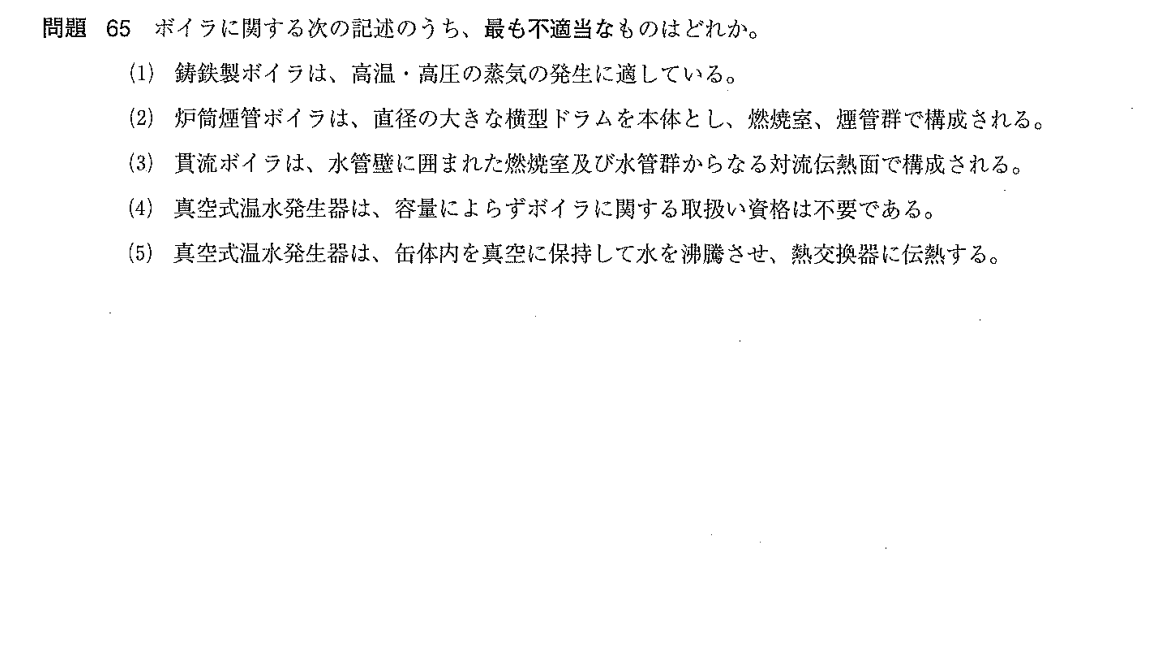 問題 65 ボイラに関する次の記述のうち、最も不適当なものはどれか。
(1) 鋳鉄製ボイラは、高温・高圧の蒸気の発生に適している。
(2) 炉筒煙管ボイラは、直径の大きな横型ドラムを本体とし、燃焼室、煙管群で構成される。
(3) 貫流ボイラは、水管壁に囲まれた燃焼室及び水管群からなる対流伝熱面で構成される。
(4) 真空式温水発生器は、容量によらずボイラに関する取扱い資格は不要である。
(5) 真空式温水発生器は、缶体内を真空に保持して水を沸騰させ、熱交換器に伝熱する。